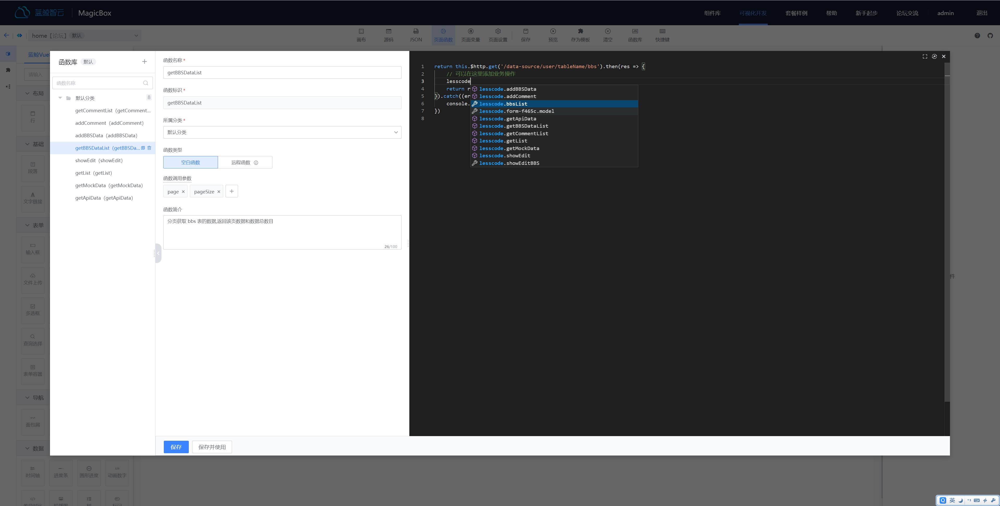 蓝鲸智云 MagicBox 组件库 可视化开发 套餐样例 帮助 新手起步 论坛交流 admin 退出
home【论坛】 默认 画布 源码 JSON 页面函数 页面变量 页面设置 保存 预览 存为模板 清空 函数库 快捷键
蓝鲸Vue
请输入
布局
行
基础
段落
文字链接
表单
输入框
文件上传
多选框
查询选择
表单容器
导航
面包屑
数据
时间轴 进度条 圆形进度 动画数字
函数库 默认
函数名称
默认分类 8
getCommentList（getComment...
addComment（addComment）
addBBSData（addBBSData）
getBBSDataList（getBBSDa...
showEdit（showEdit）
getList（getList）
getMockData（getMockData）
getApiData（getApiData）
函数名称 *
getBBSDataList
函数标识 *
getBBSDataList
所属分类 *
默认分类
函数类型
空白函数 远程函数
函数调用参数
page × pageSize × +
函数简介
分页获取 bbs 表的数据,返回该页数据和数据总数目
26/100
保存 保存并使用
1 return this.$http.get('/data-source/user/tableName/bbs').then(res => {
2 // 可以在这里添加业务操作
3 lesscode
4 return r
5 }).catch((er
6 console.
7 })
8
lesscode.addBBSData
lesscode.addComment
lesscode.bbsList
lesscode.form-f465c.model
lesscode.getApiData
lesscode.getBBSDataList
lesscode.getCommentList
lesscode.getList
lesscode.getMockData
lesscode.showEdit
lesscode.showEditBBS
件
英